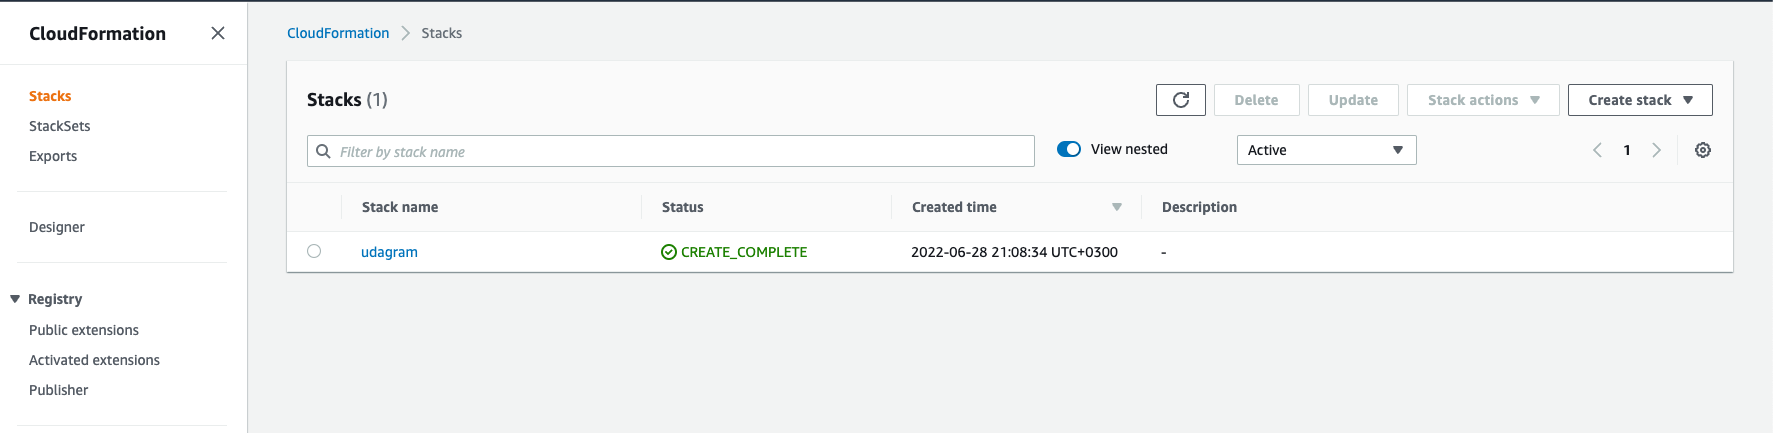 CloudFormation
Stacks
StackSets
Exports
Designer
Registry
Public extensions
Activated extensions
Publisher
CloudFormation Stacks
Stacks (1)
Delete Update Stack actions Create stack
Filter by stack name View nested Active 1
Stack name Status Created time Description
udagram CREATE_COMPLETE 2022-06-28 21:08:34 UTC+0300 -